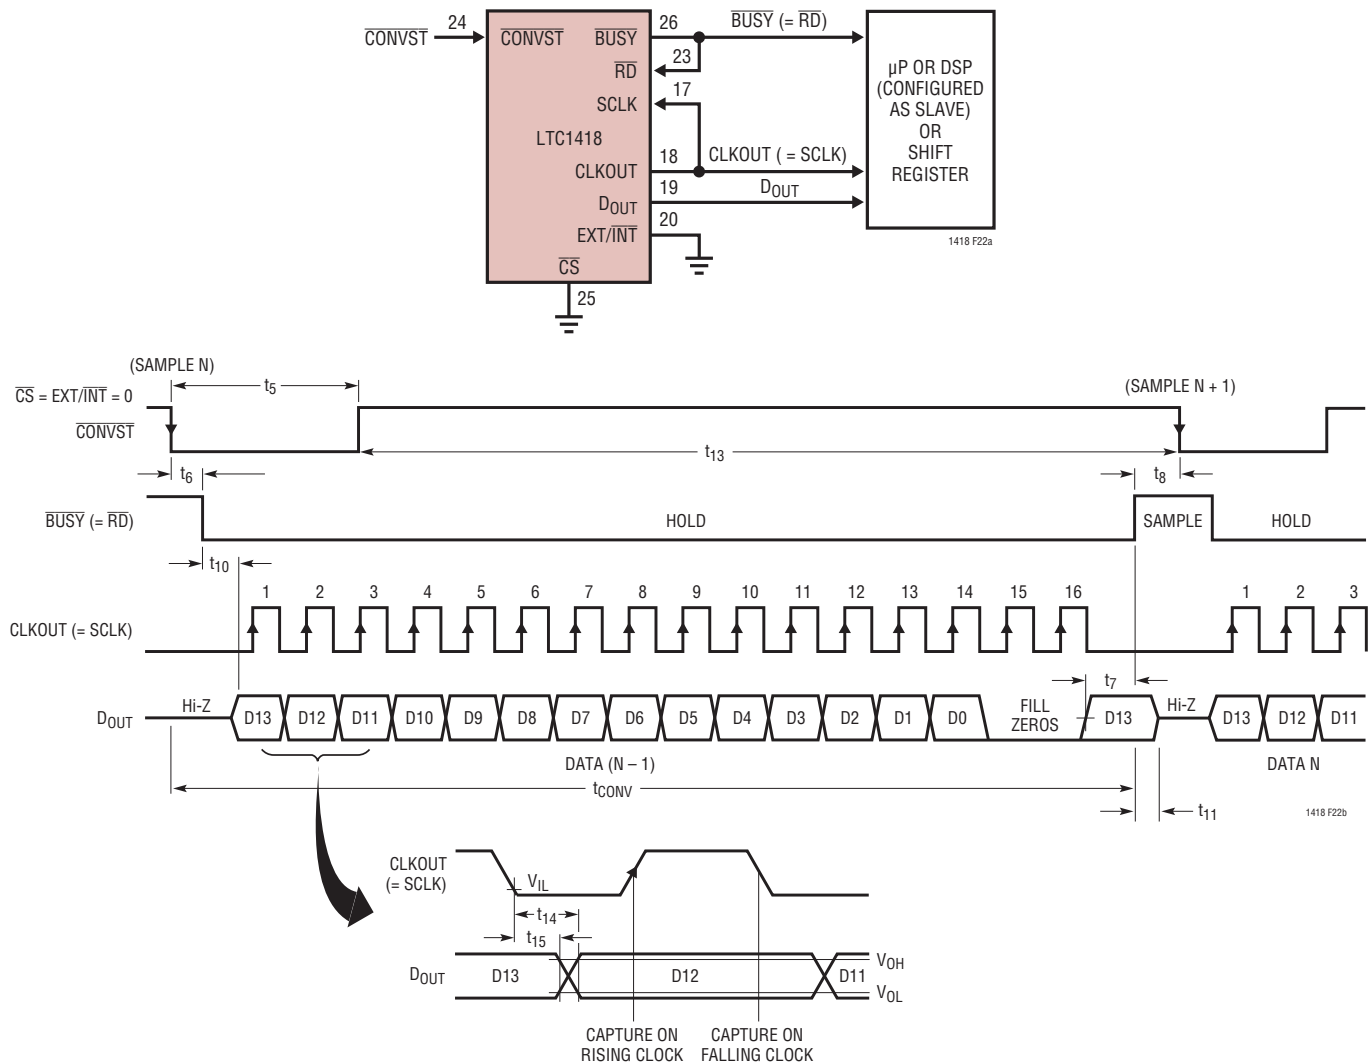 CONVST 24 CONVST BUSY 26 BUSY (= RD)
RD 23
SCLK 17
LTC1418
CLKOUT 18 CLKOUT ( = SCLK)
DOUT 19 DOUT
EXT/INT 20
CS
25
µP OR DSP
(CONFIGURED
AS SLAVE)
OR
SHIFT
REGISTER
1418 F22a
(SAMPLE N)
t5
(SAMPLE N + 1)
CS = EXT/INT = 0
CONVST
t13
t6
t8
BUSY (= RD) HOLD SAMPLE HOLD
t10
1 2 3 4 5 6 7 8 9 10 11 12 13 14 15 16 1 2 3
CLKOUT (= SCLK)
t7
DOUT Hi-Z D13 D12 D11 D10 D9 D8 D7 D6 D5 D4 D3 D2 D1 D0 FILL ZEROS D13 Hi-Z D13 D12 D11
DATA (N – 1) DATA N
tCONV
t11
1418 F22b
CLKOUT
(= SCLK)
VIL
t14
t15
DOUT D13 D12 D11
VOH
VOL
CAPTURE ON
RISING CLOCK
CAPTURE ON
FALLING CLOCK